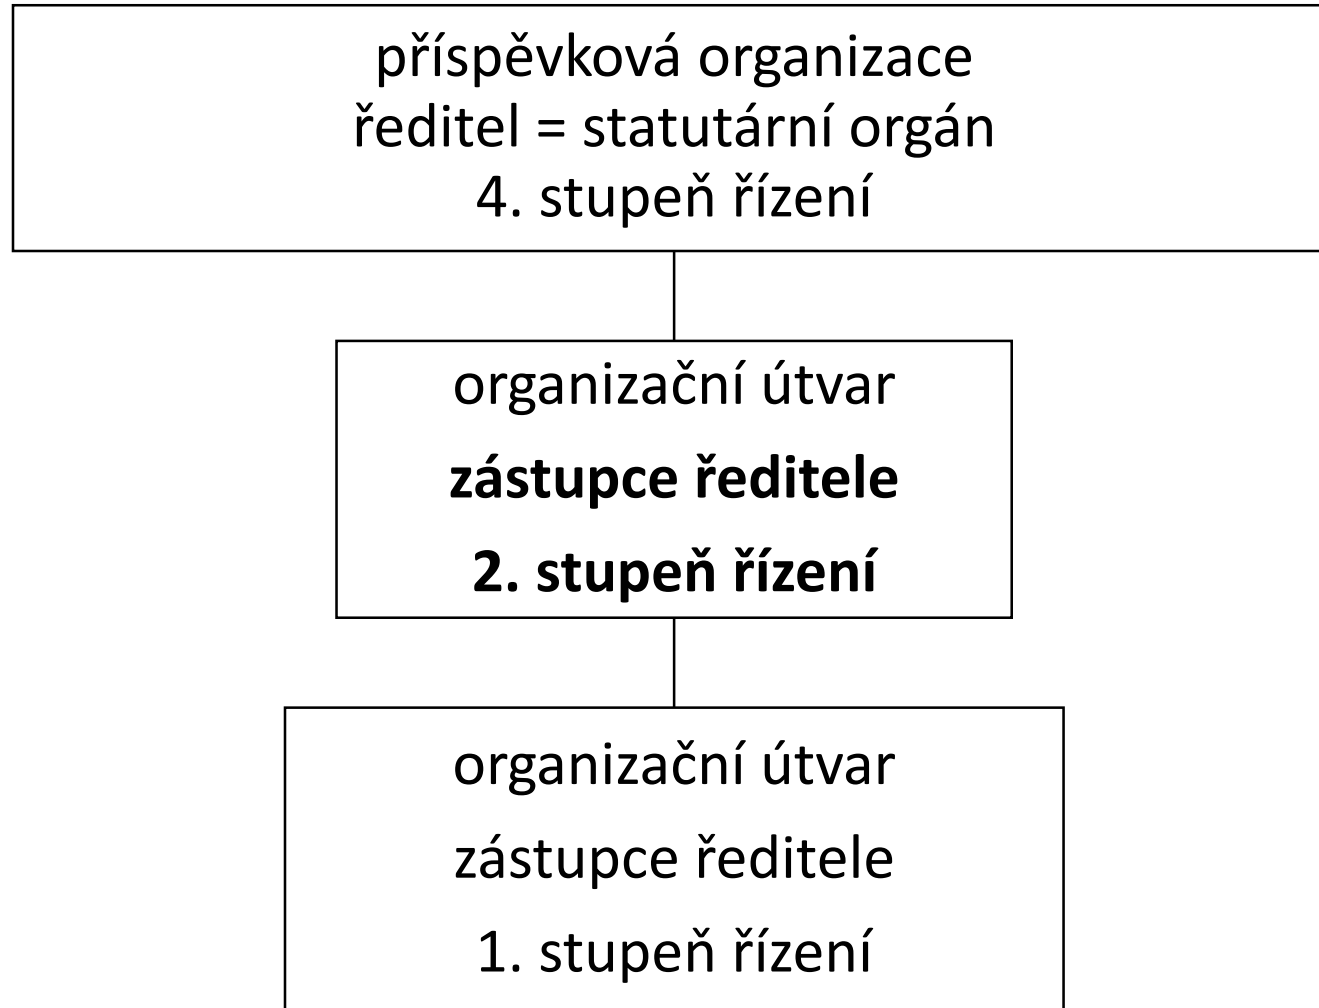 příspěvková organizace
ředitel = statutární orgán
4. stupeň řízení
organizační útvar
zástupce ředitele
2. stupeň řízení
organizační útvar
zástupce ředitele
1. stupeň řízení